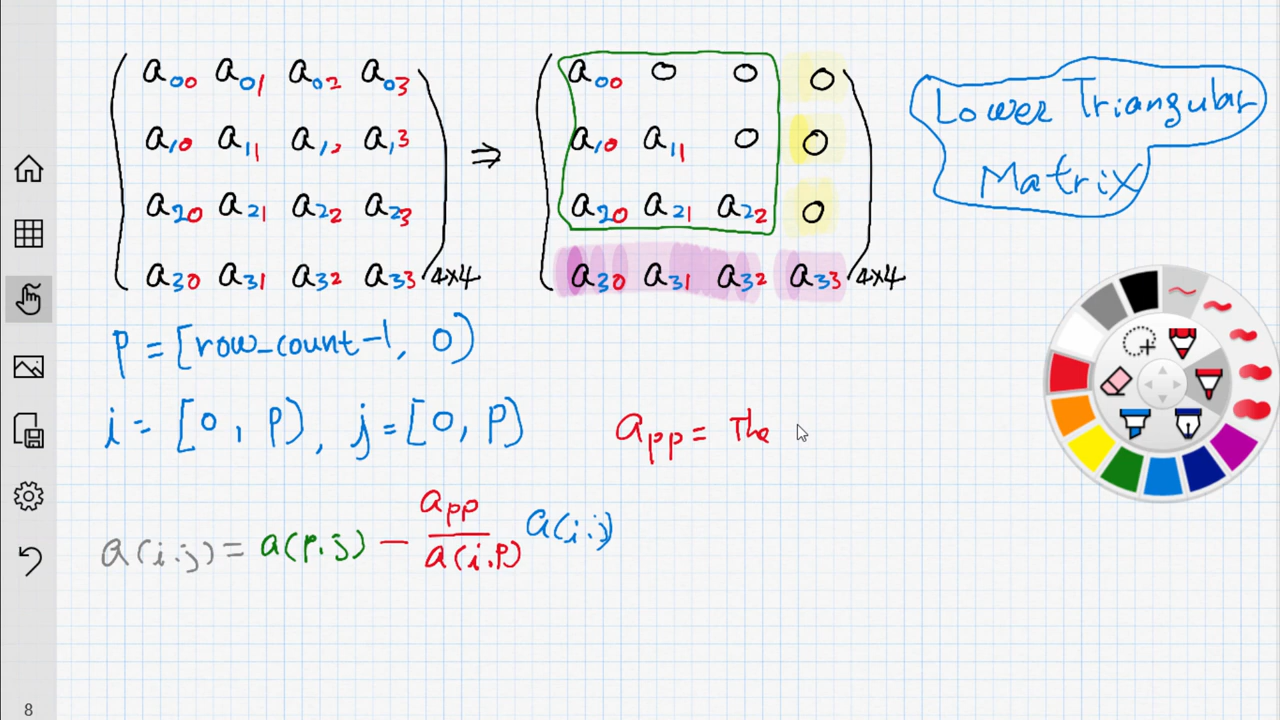 a00 a01 a02 a03
a10 a11 a12 a13
a20 a21 a22 a23
a30 a31 a32 a33 4x4
⇒
a00 0 0 0
a10 a11 0 0
a20 a21 a22 0
a30 a31 a32 a33 4x4
Lower Triangular
Matrix
P = [row_count-1, 0)
i = [0, P), j = [0, P)
app = The
a(i.j) = a(p.j) - app/a(i.p) a(i.j)
8